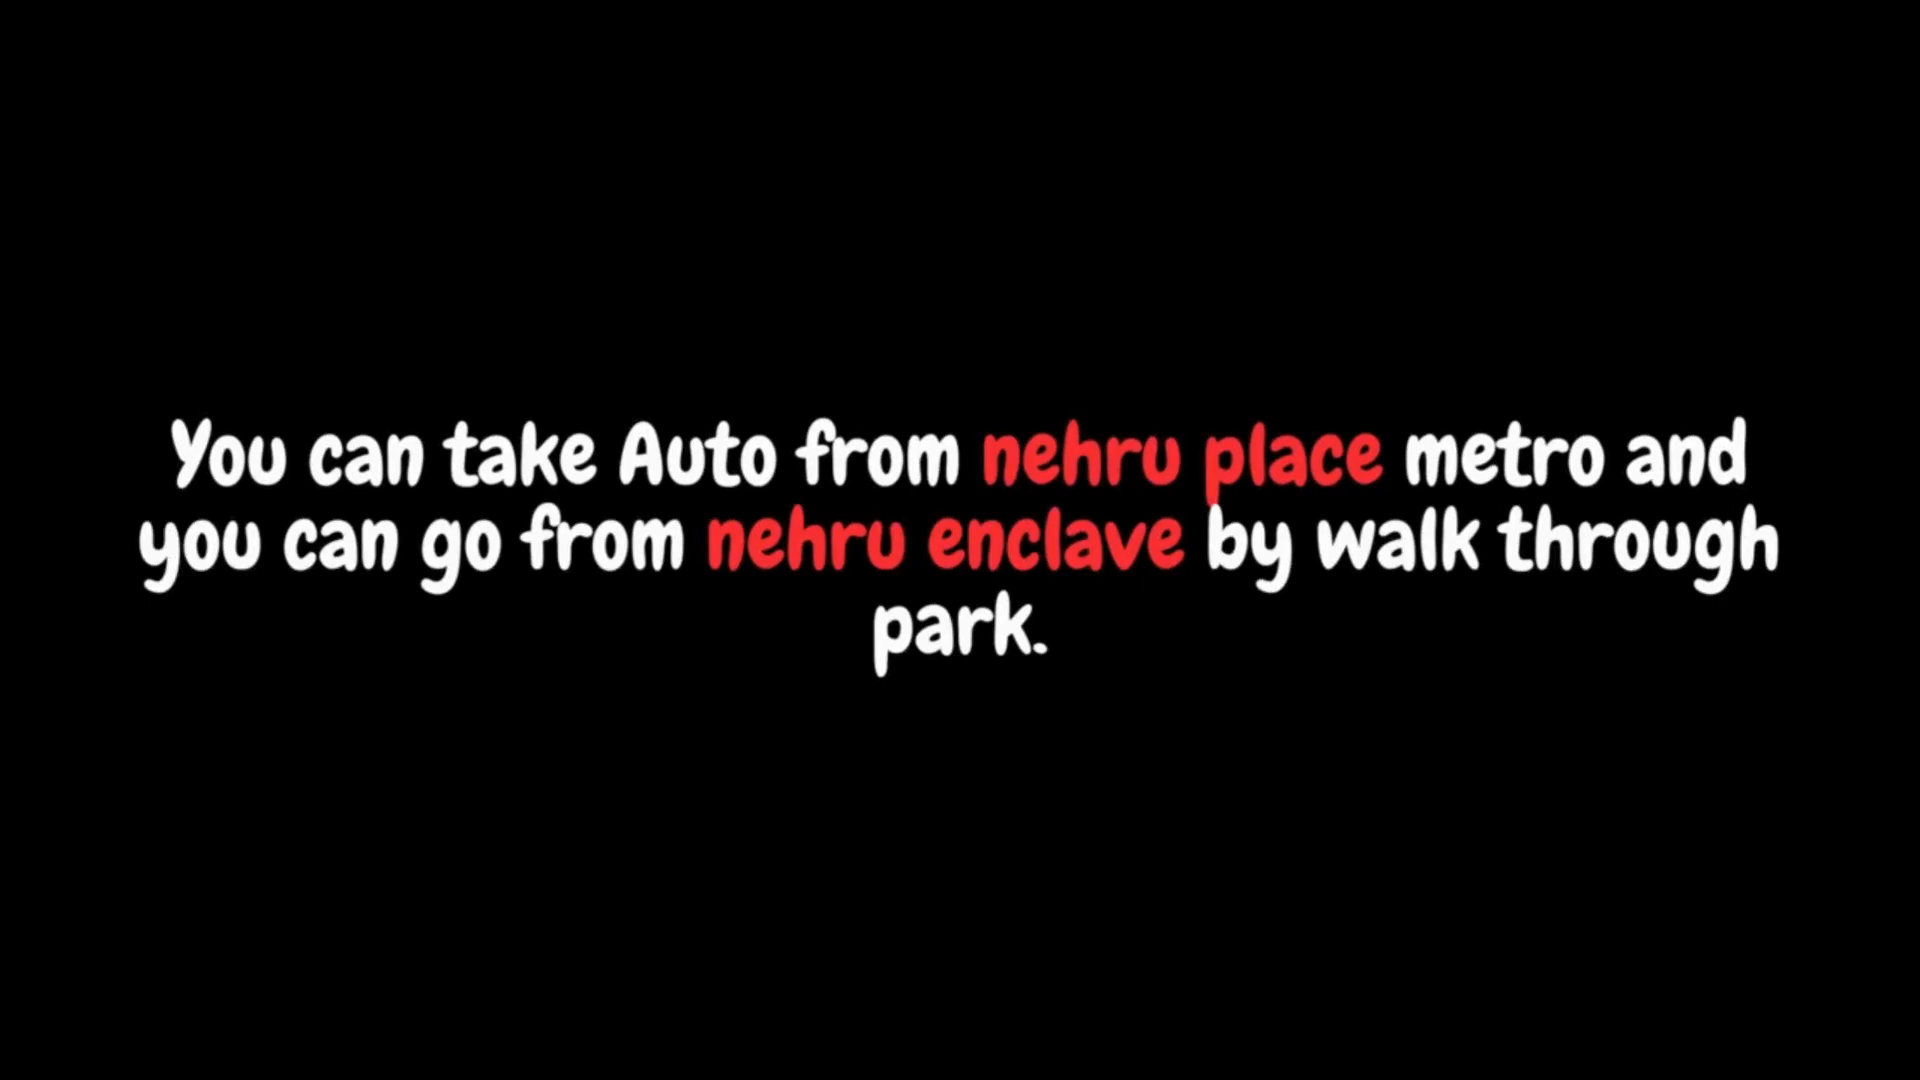 You can take Auto from nehru place metro and
you can go from nehru enclave by walk through
park.